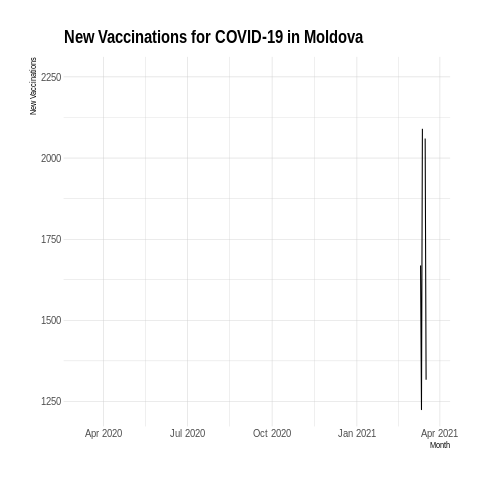 New Vaccinations for COVID-19 in Moldova
New Vaccinations
2250
2000
1750
1500
1250
Apr 2020 Jul 2020 Oct 2020 Jan 2021 Apr 2021
Month